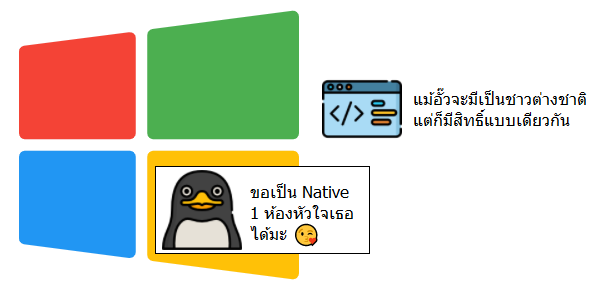 แม้อั๊วจะมีเป็นชาวต่างชาติ
แต่ก็มีสิทธิ์แบบเดียวกัน
ขอเป็น Native
1 ห้องหัวใจเธอ
ได้มะ 😘